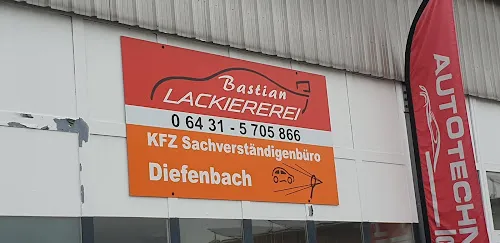 Bastian
LACKIEREREI
0 64 31 - 5 705 866
KFZ Sachverständigenbüro
Diefenbach
AUTOTECHN